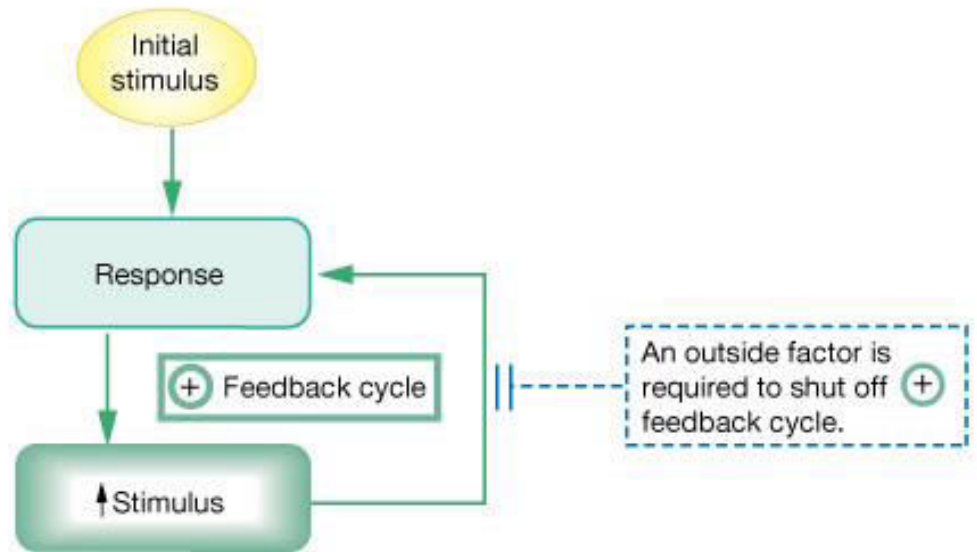 Initial
stimulus
Response
+ Feedback cycle
↑Stimulus
An outside factor is
required to shut off +
feedback cycle.